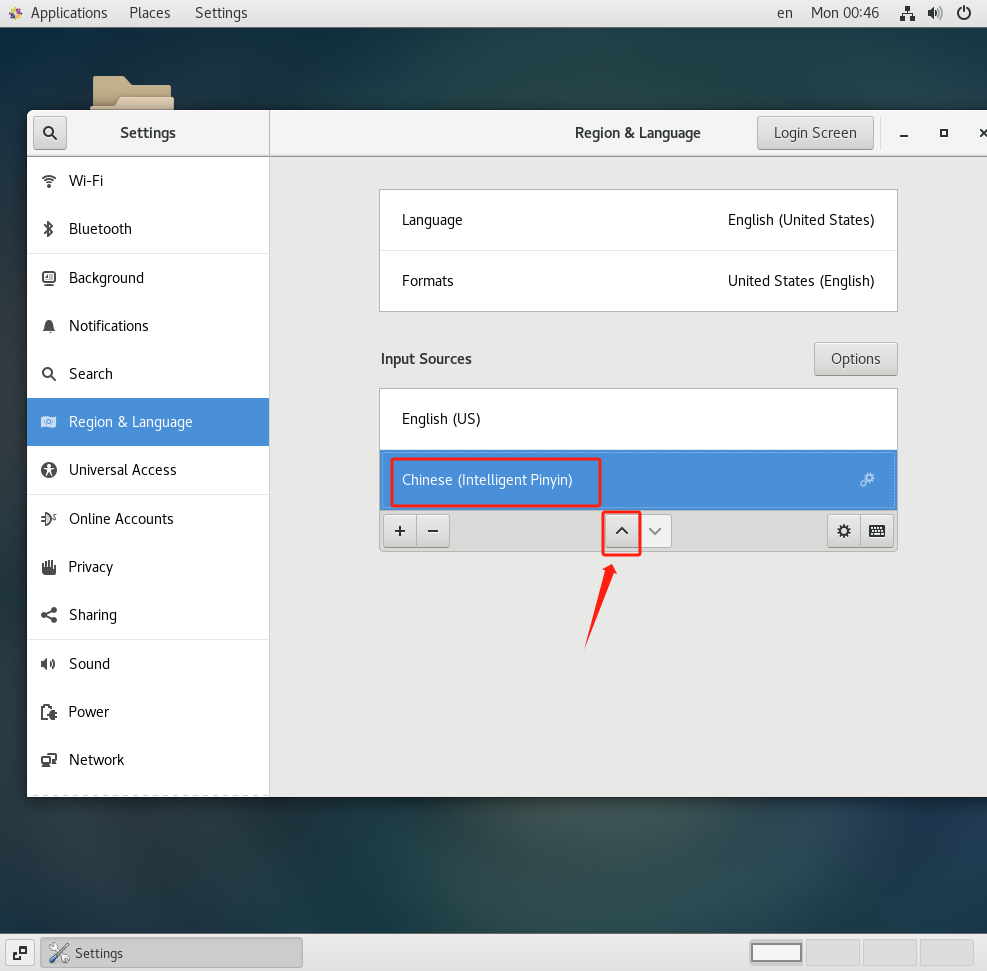 Applications Places Settings en Mon 00:46
Settings Region & Language Login Screen
Wi-Fi
Bluetooth
Background
Notifications
Search
Region & Language
Universal Access
Online Accounts
Privacy
Sharing
Sound
Power
Network
Language English (United States)
Formats United States (English)
Input Sources Options
English (US)
Chinese (Intelligent Pinyin)
Settings